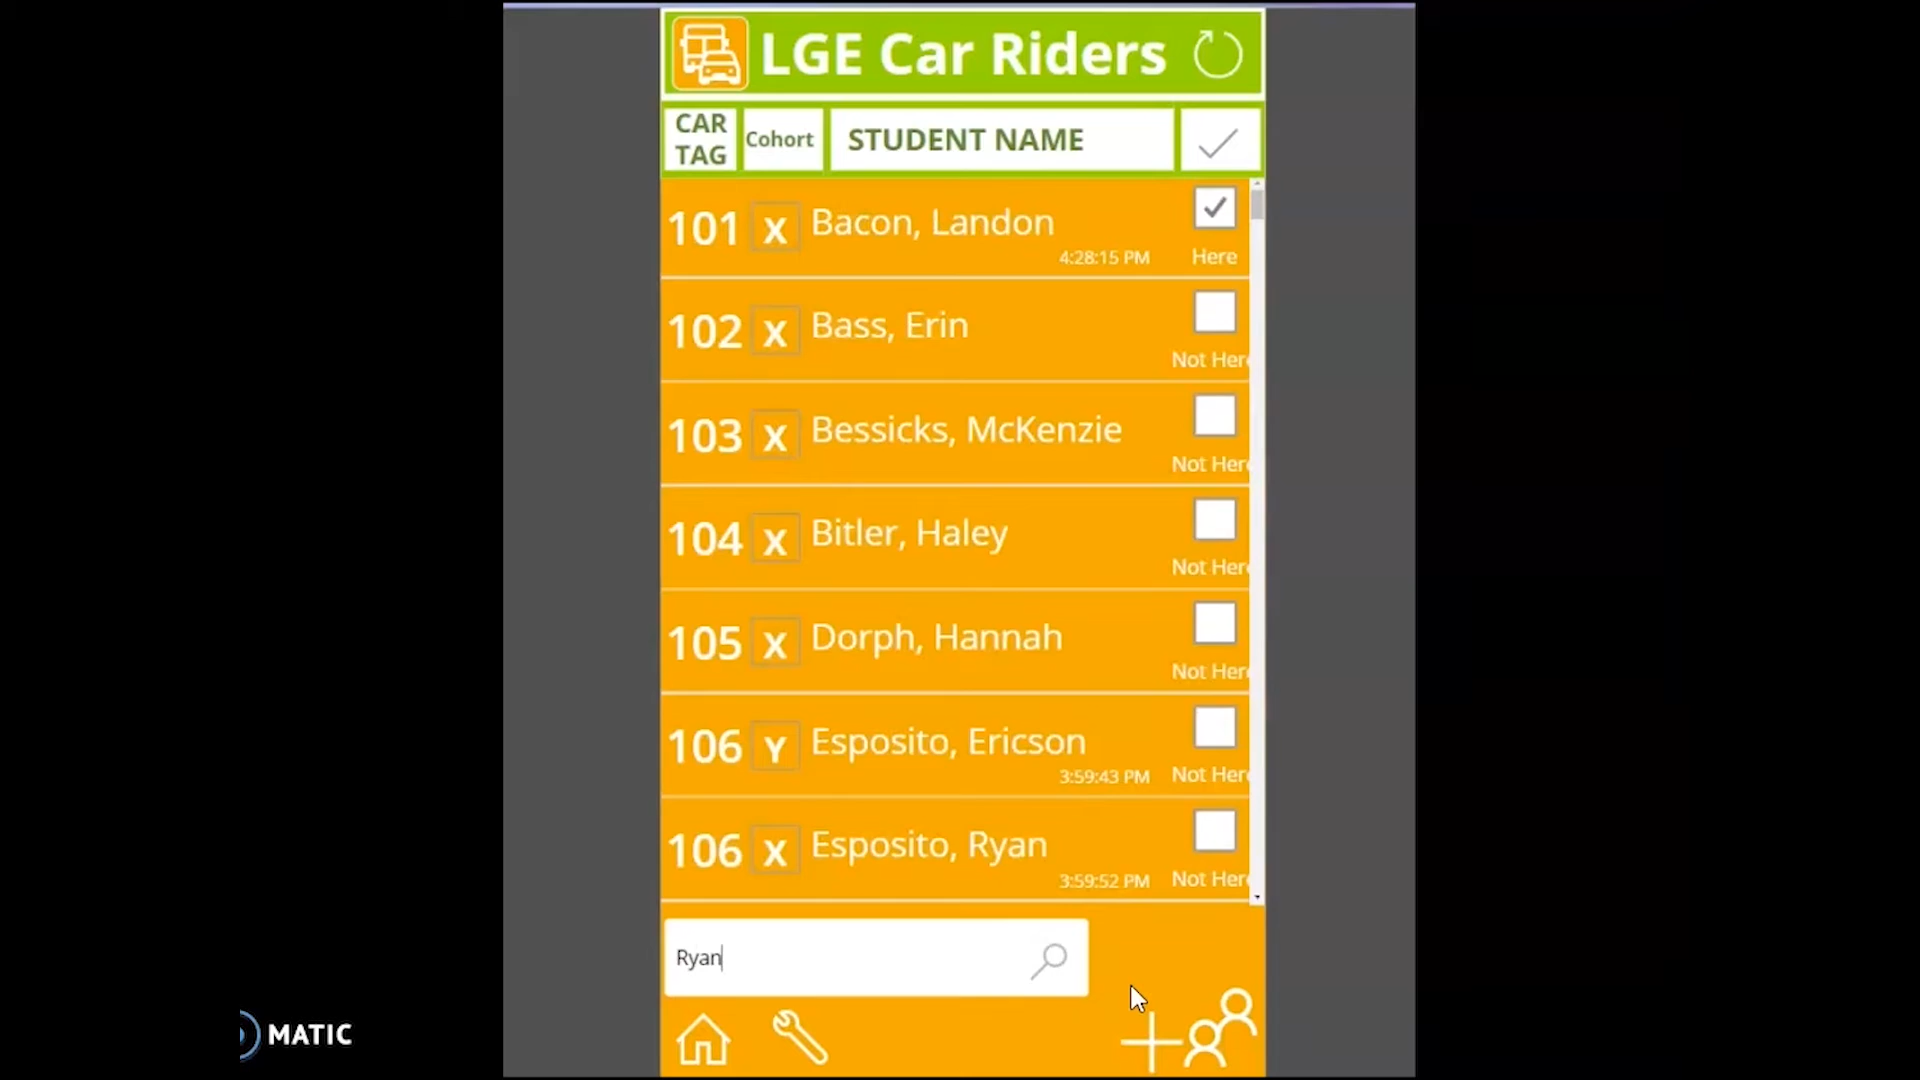 LGE Car Riders
CAR TAG
Cohort
STUDENT NAME
101 X Bacon, Landon
4:28:15 PM
Here
102 X Bass, Erin
Not Here
103 X Bessicks, McKenzie
Not Here
104 X Bitler, Haley
Not Here
105 X Dorph, Hannah
Not Here
106 Y Esposito, Ericson
3:59:43 PM
Not Here
106 X Esposito, Ryan
3:59:52 PM
Not Here
Ryan
MATIC